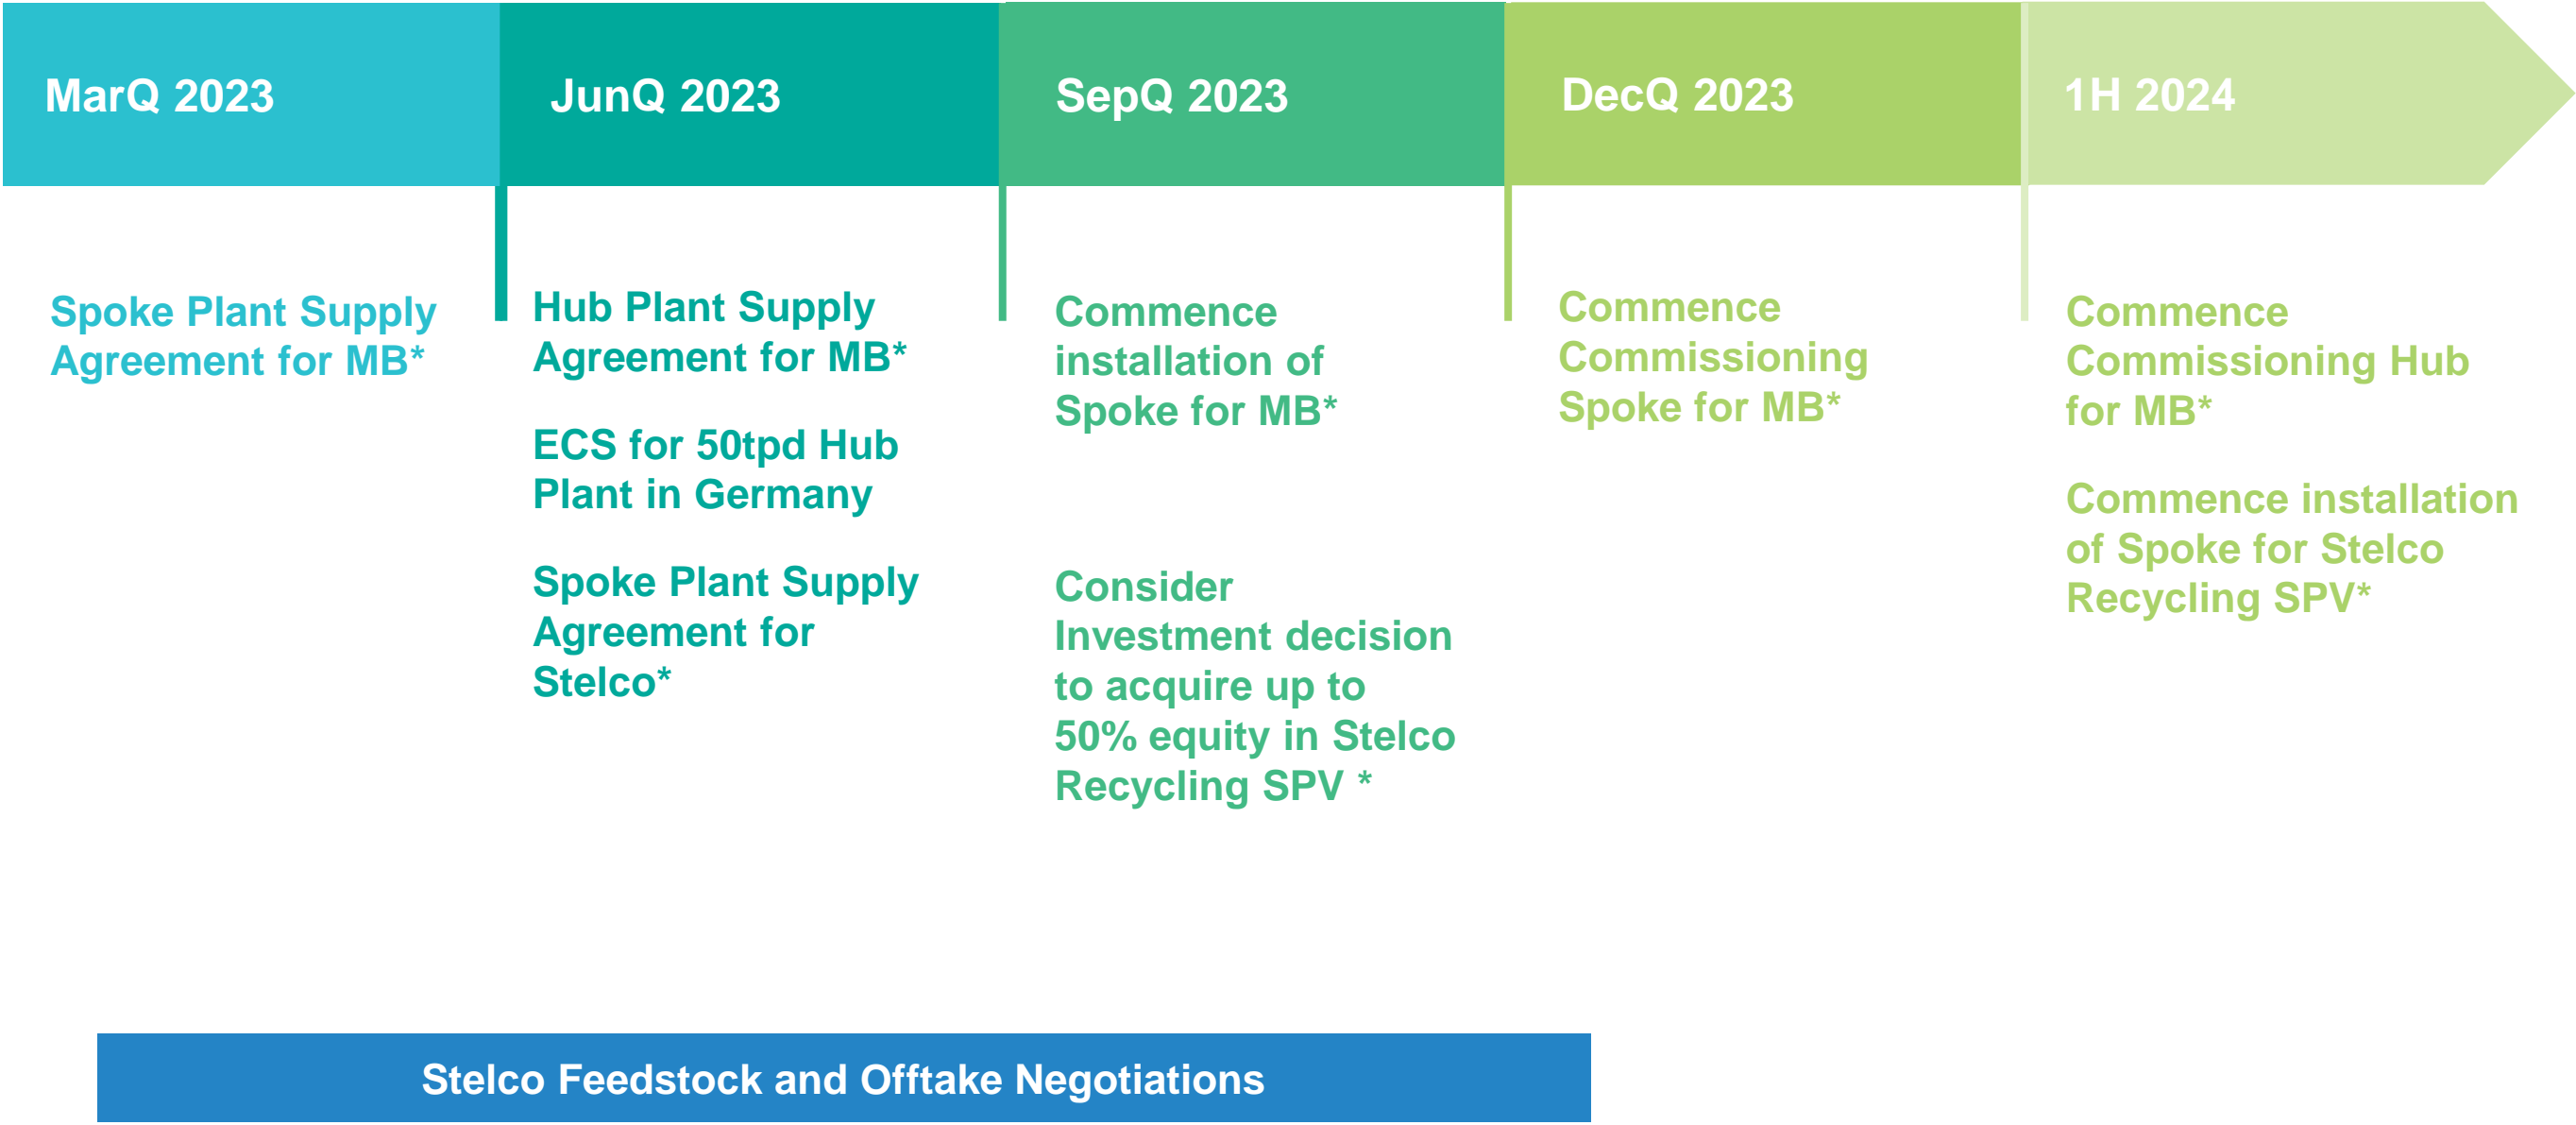 MarQ 2023
JunQ 2023
SepQ 2023
DecQ 2023
1H 2024
Spoke Plant Supply
Agreement for MB*
Hub Plant Supply
Agreement for MB*
ECS for 50tpd Hub
Plant in Germany
Spoke Plant Supply
Agreement for
Stelco*
Commence
installation of
Spoke for MB*
Consider
Investment decision
to acquire up to
50% equity in Stelco
Recycling SPV *
Commence
Commissioning
Spoke for MB*
Commence
Commissioning Hub
for MB*
Commence installation
of Spoke for Stelco
Recycling SPV*
Stelco Feedstock and Offtake Negotiations